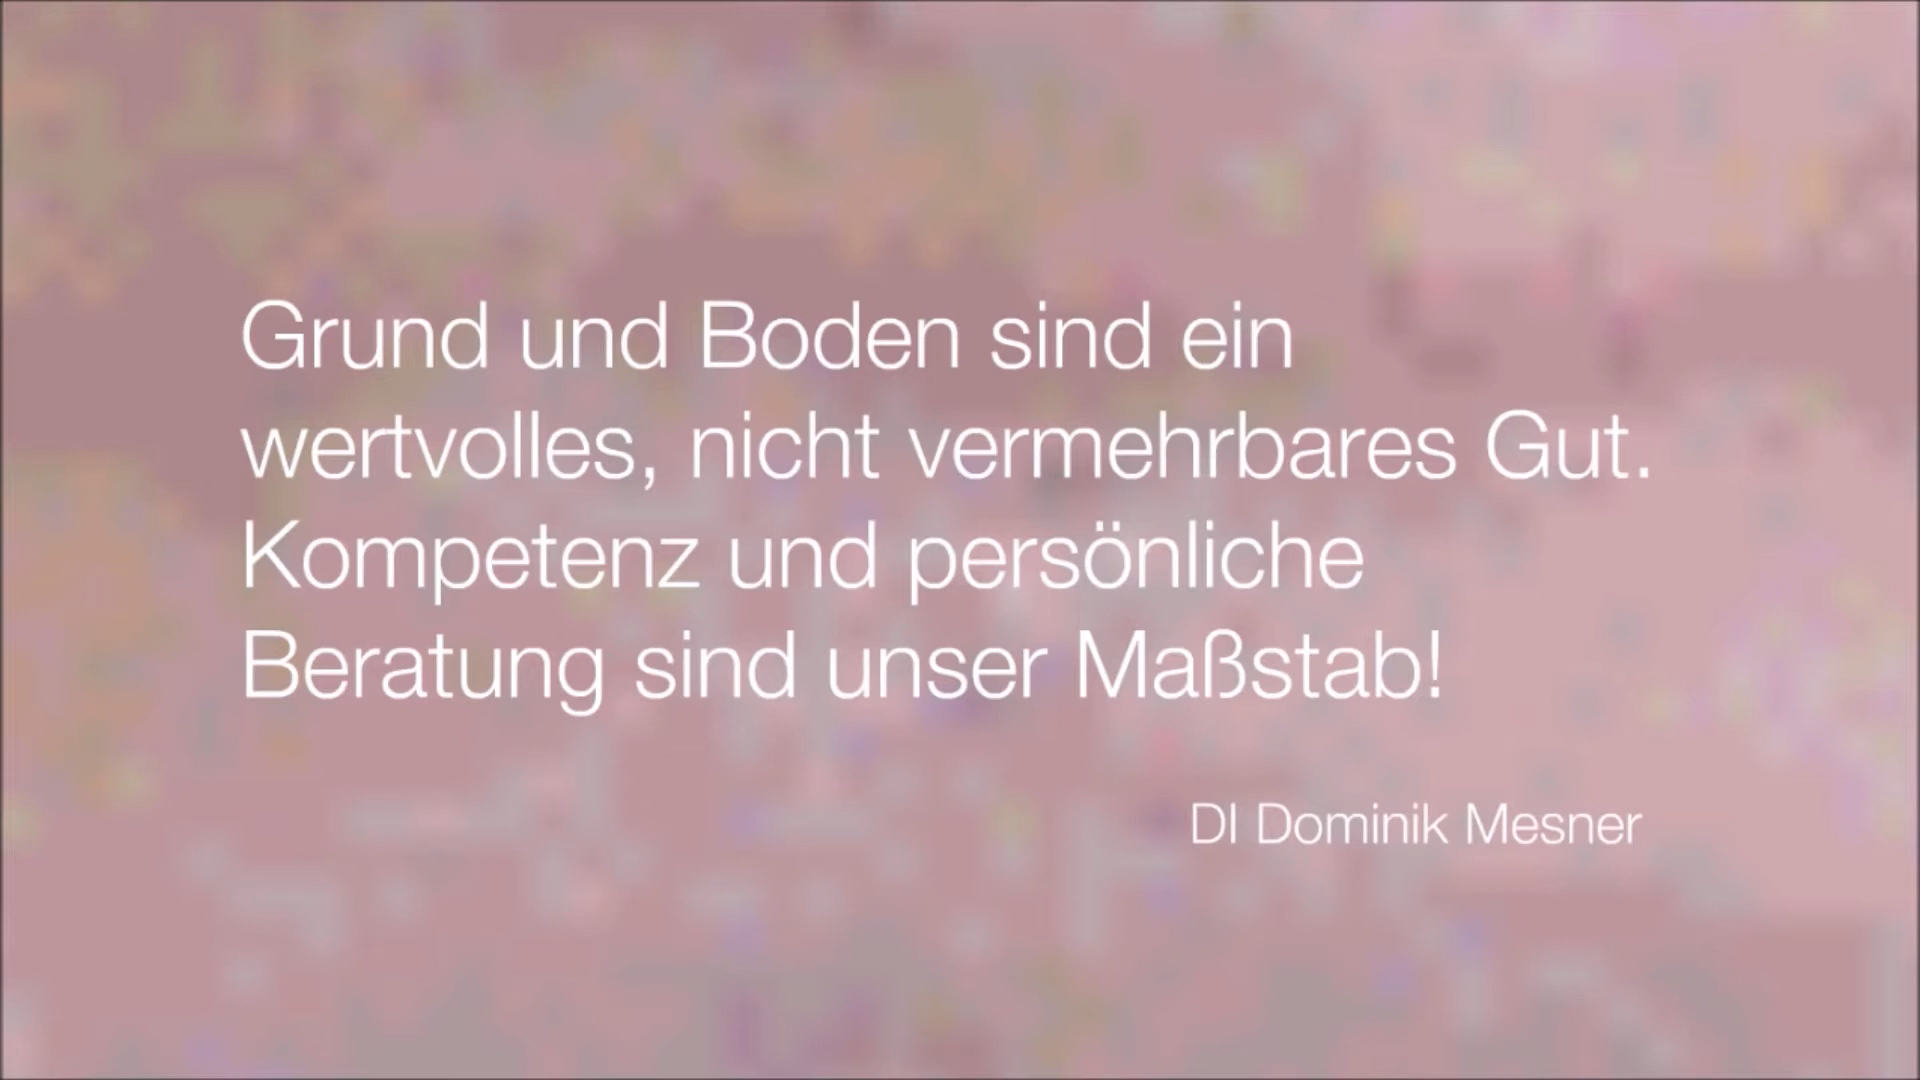 Grund und Boden sind ein
wertvolles, nicht vermehrbares Gut.
Kompetenz und persönliche
Beratung sind unser Maßstab!
DI Dominik Mesner